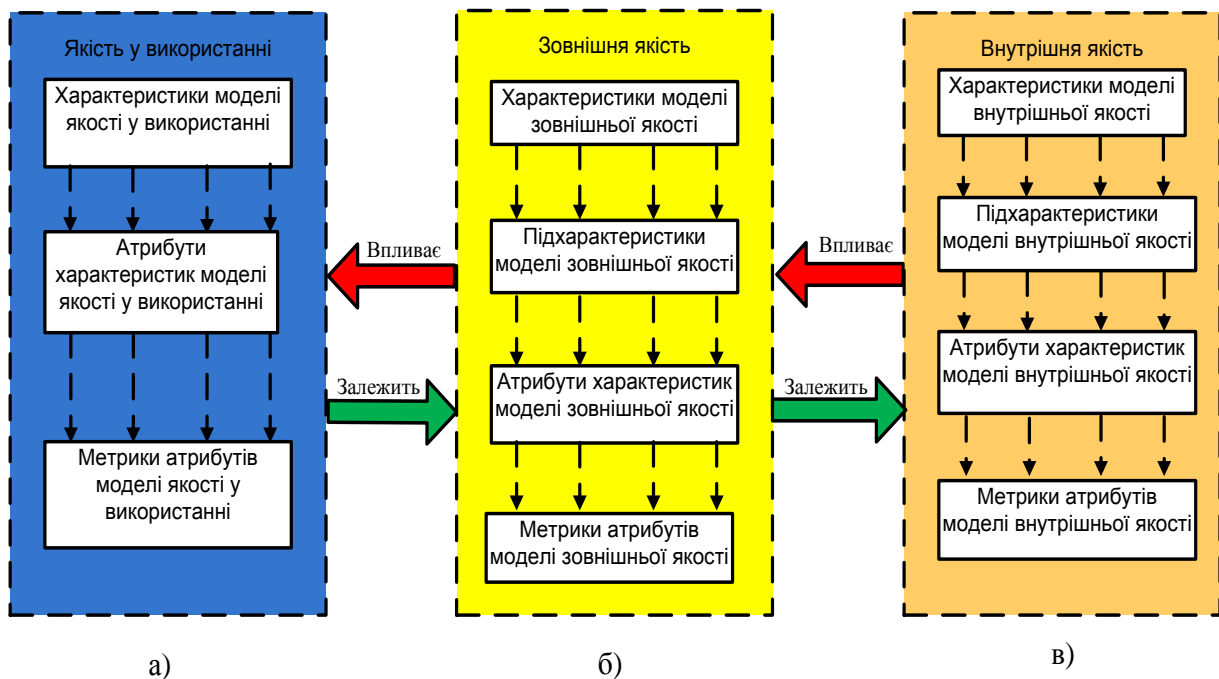 Якість у використанні
Характеристики моделі
якості у використанні
Атрибути
характеристик моделі
якості у використанні
Метрики атрибутів
моделі якості у
використанні
Впливає
Залежить
Зовнішня якість
Характеристики моделі
зовнішньої якості
Підхарактеристики
моделі зовнішньої якості
Атрибути характеристик
моделі зовнішньої якості
Метрики атрибутів
моделі зовнішньої якості
Впливає
Залежить
Внутрішня якість
Характеристики моделі
внутрішньої якості
Підхарактеристики
моделі внутрішньої якості
Атрибути характеристик
моделі внутрішньої якості
Метрики атрибутів
моделі внутрішньої якості
а)
б)
в)